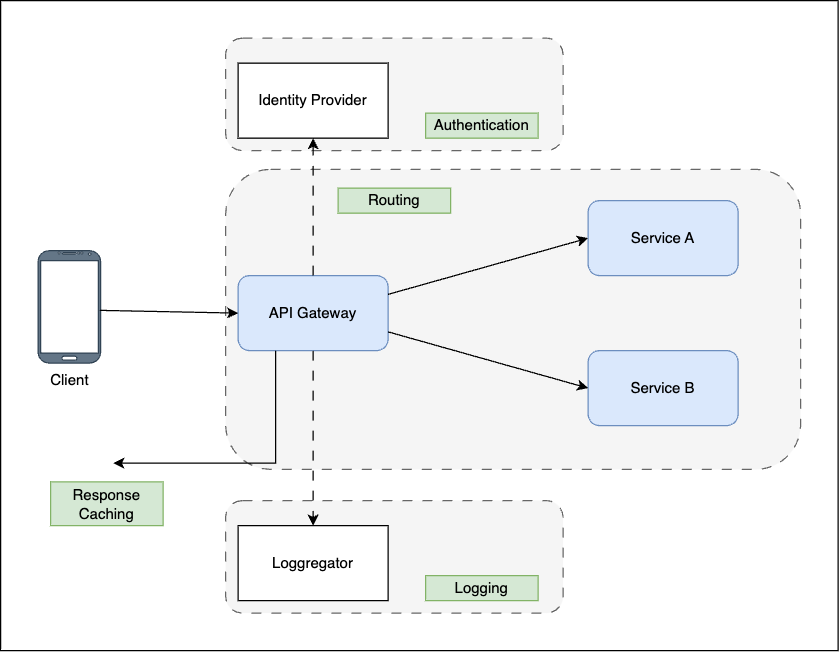 Identity Provider
Authentication
Routing
Service A
API Gateway
Client
Service B
Response
Caching
Loggregator
Logging